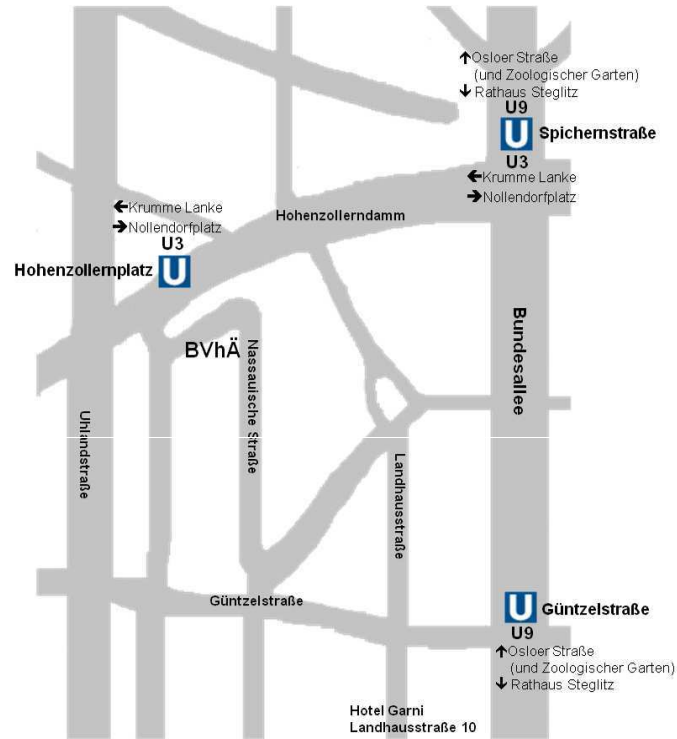 ↑Osloer Straße
(und Zoologischer Garten)
↓ Rathaus Steglitz
U9
U Spichernstraße
U3
←Krumme Lanke
→Nollendorfplatz
←Krumme Lanke
→Nollendorfplatz
U3
Hohenzollernplatz U
Hohenzollerndamm
BVhÄ
Nassauische Straße
Bundesallee
Uhlandstraße
Landhausstraße
Güntzelstraße
U Güntzelstraße
U9
↑Osloer Straße
(und Zoologischer Garten)
↓ Rathaus Steglitz
Hotel Garni
Landhausstraße 10